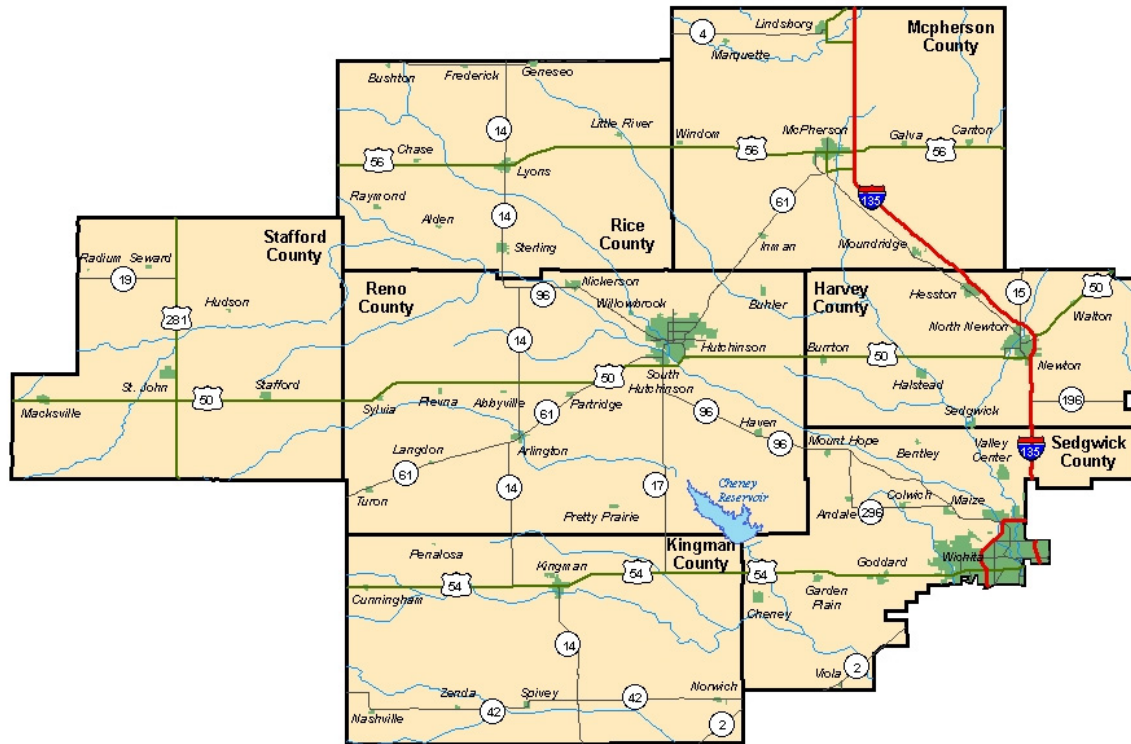 Lindsborg
Mcpherson
County
4
Marquette
Bushton
Frederick
Geneseo
14
Little River
Windom
McPherson
Galva
Canton
56
Chase
56
56
Lyons
135
Raymond
61
Alden
14
Rice
County
Sterling
Inman
Moundridge
Stafford
County
Radium
Seward
19
Reno
County
96
Nickerson
Willowbrook
Buhler
Harvey
County
Hesston
15
50
Walton
Hudson
281
14
North Newton
Hutchinson
Burrton
50
Newton
South
Hutchinson
50
Halstead
St. John
Stafford
50
Macksville
Sylvia
Plevna
Abbyville
61
Partridge
96
196
Sedgwick
Haven
96
Mount Hope
Sedgwick
County
135
Valley
Center
Bentley
Langdon
Arlington
61
14
17
Cheney
Reservoir
Colwich
Maize
Turon
Pretty Prairie
Andale
296
Penalosa
Kingman
Kingman
County
Wichita
54
54
54
Goddard
Cunningham
Garden
Plain
Cheney
14
2
Viola
Zenda
Spivey
42
Norwich
Nashville
42
2